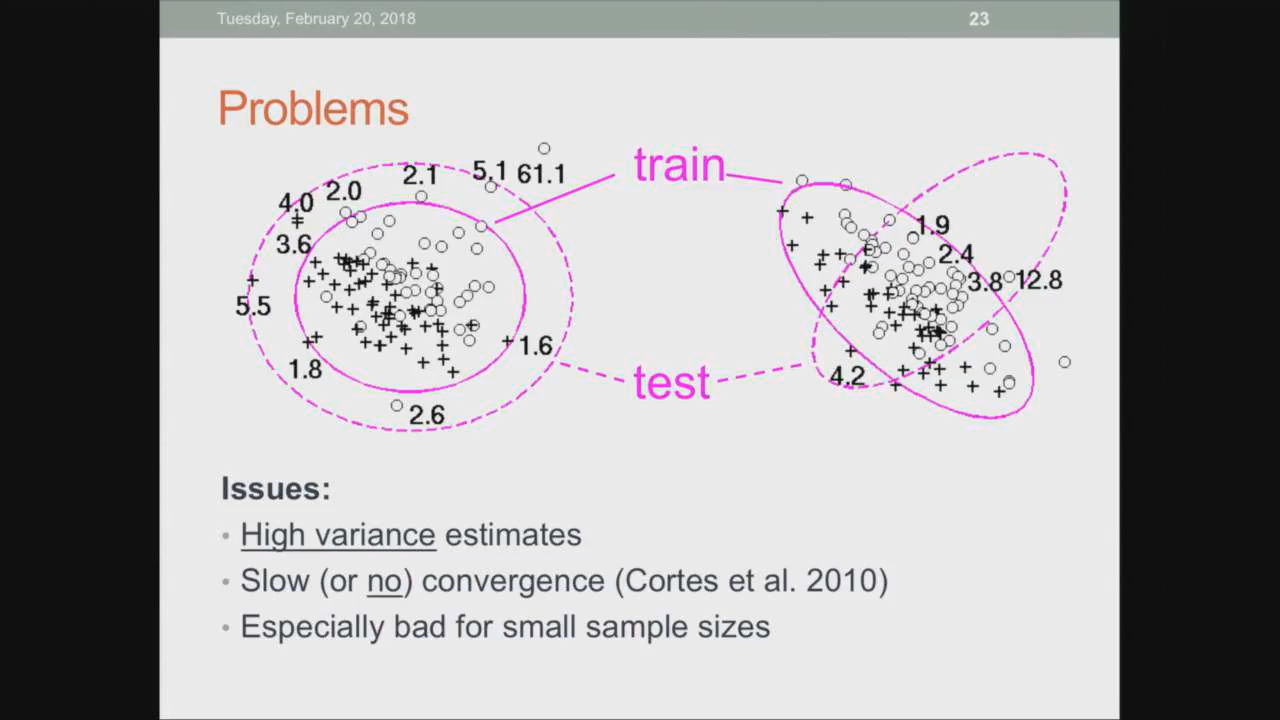 Tuesday, February 20, 2018
23
Problems
train
test
4.0
2.0
2.1
5.1
61.1
3.6
5.5
1.8
1.6
2.6
1.9
2.4
3.8
12.8
4.2
Issues:
• High variance estimates
• Slow (or no) convergence (Cortes et al. 2010)
• Especially bad for small sample sizes